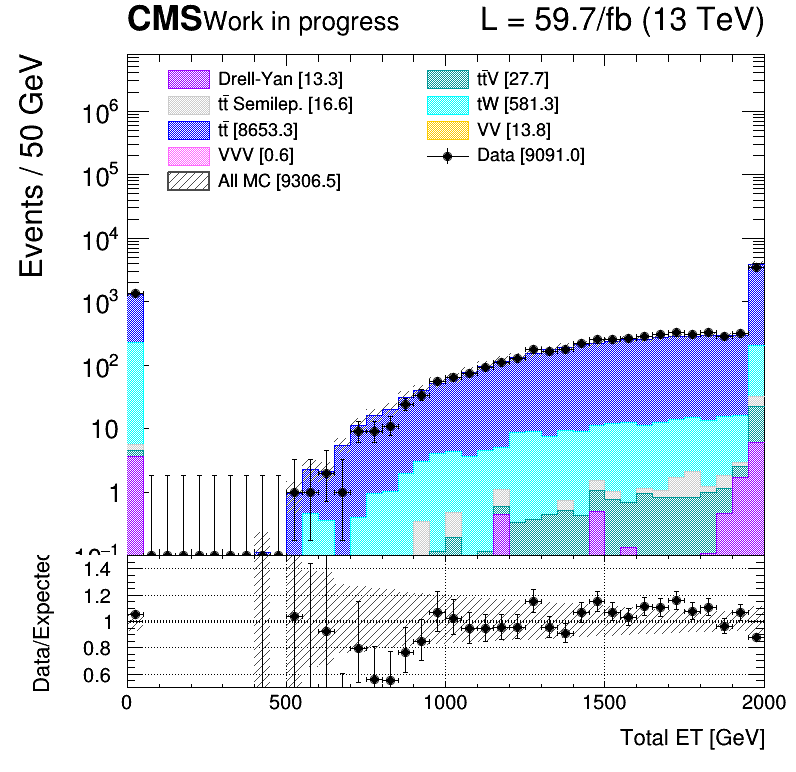 CMS Work in progress L = 59.7/fb (13 TeV)
Events / 50 GeV
Drell-Yan [13.3]
tt̄ Semilep. [16.6]
tt̄ [8653.3]
VVV [0.6]
All MC [9306.5]
tt̄V [27.7]
tW [581.3]
VV [13.8]
Data [9091.0]
10⁶
10⁵
10⁴
10³
10²
10
1
10⁻¹
Data/Expected
1.4
1.2
1
0.8
0.6
0 500 1000 1500 2000
Total ET [GeV]